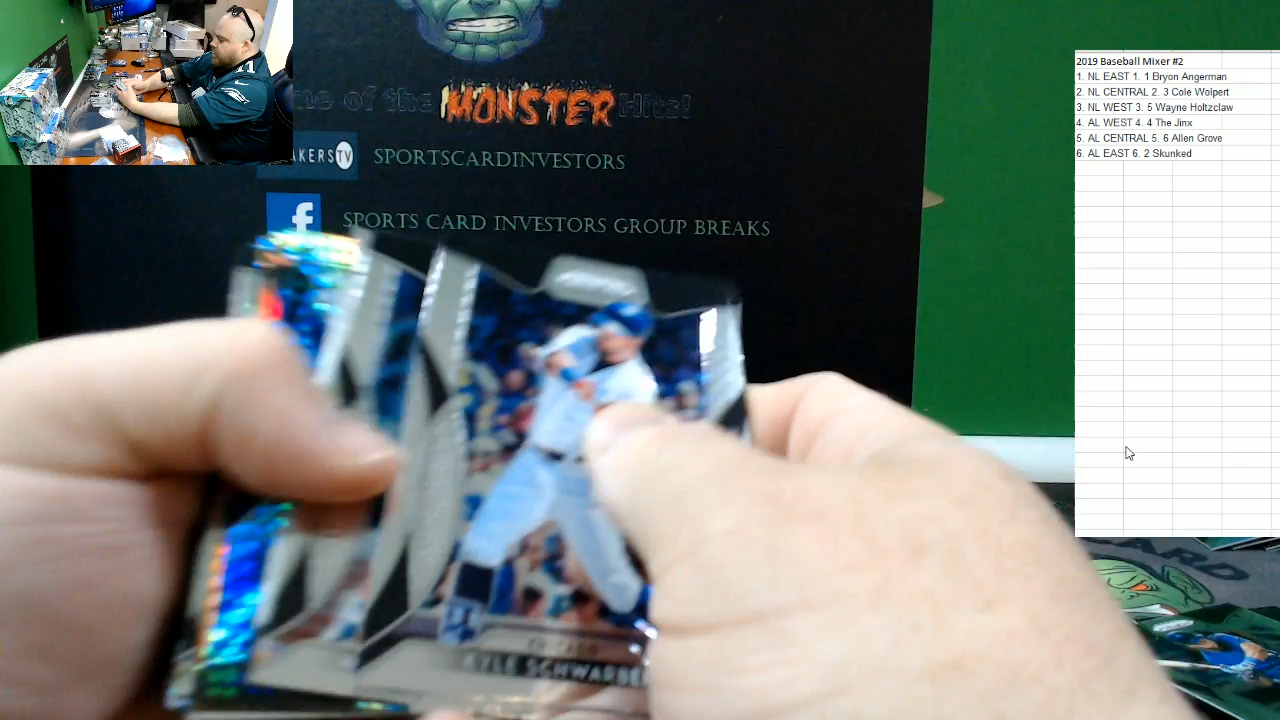 me of the MONSTER Hits!
AKERSTV SPORTSCARDINVESTORS
f SPORTS CARD INVESTORS GROUP BREAKS
2019 Baseball Mixer #2
1. NL EAST 1. 1 Bryon Angerman
2. NL CENTRAL 2. 3 Cole Wolpert
3. NL WEST 3. 5 Wayne Holtzclaw
4. AL WEST 4. 4 The Jinx
5. AL CENTRAL 5. 6 Allen Grove
6. AL EAST 6. 2 Skunked
KYLE SCHWARBE